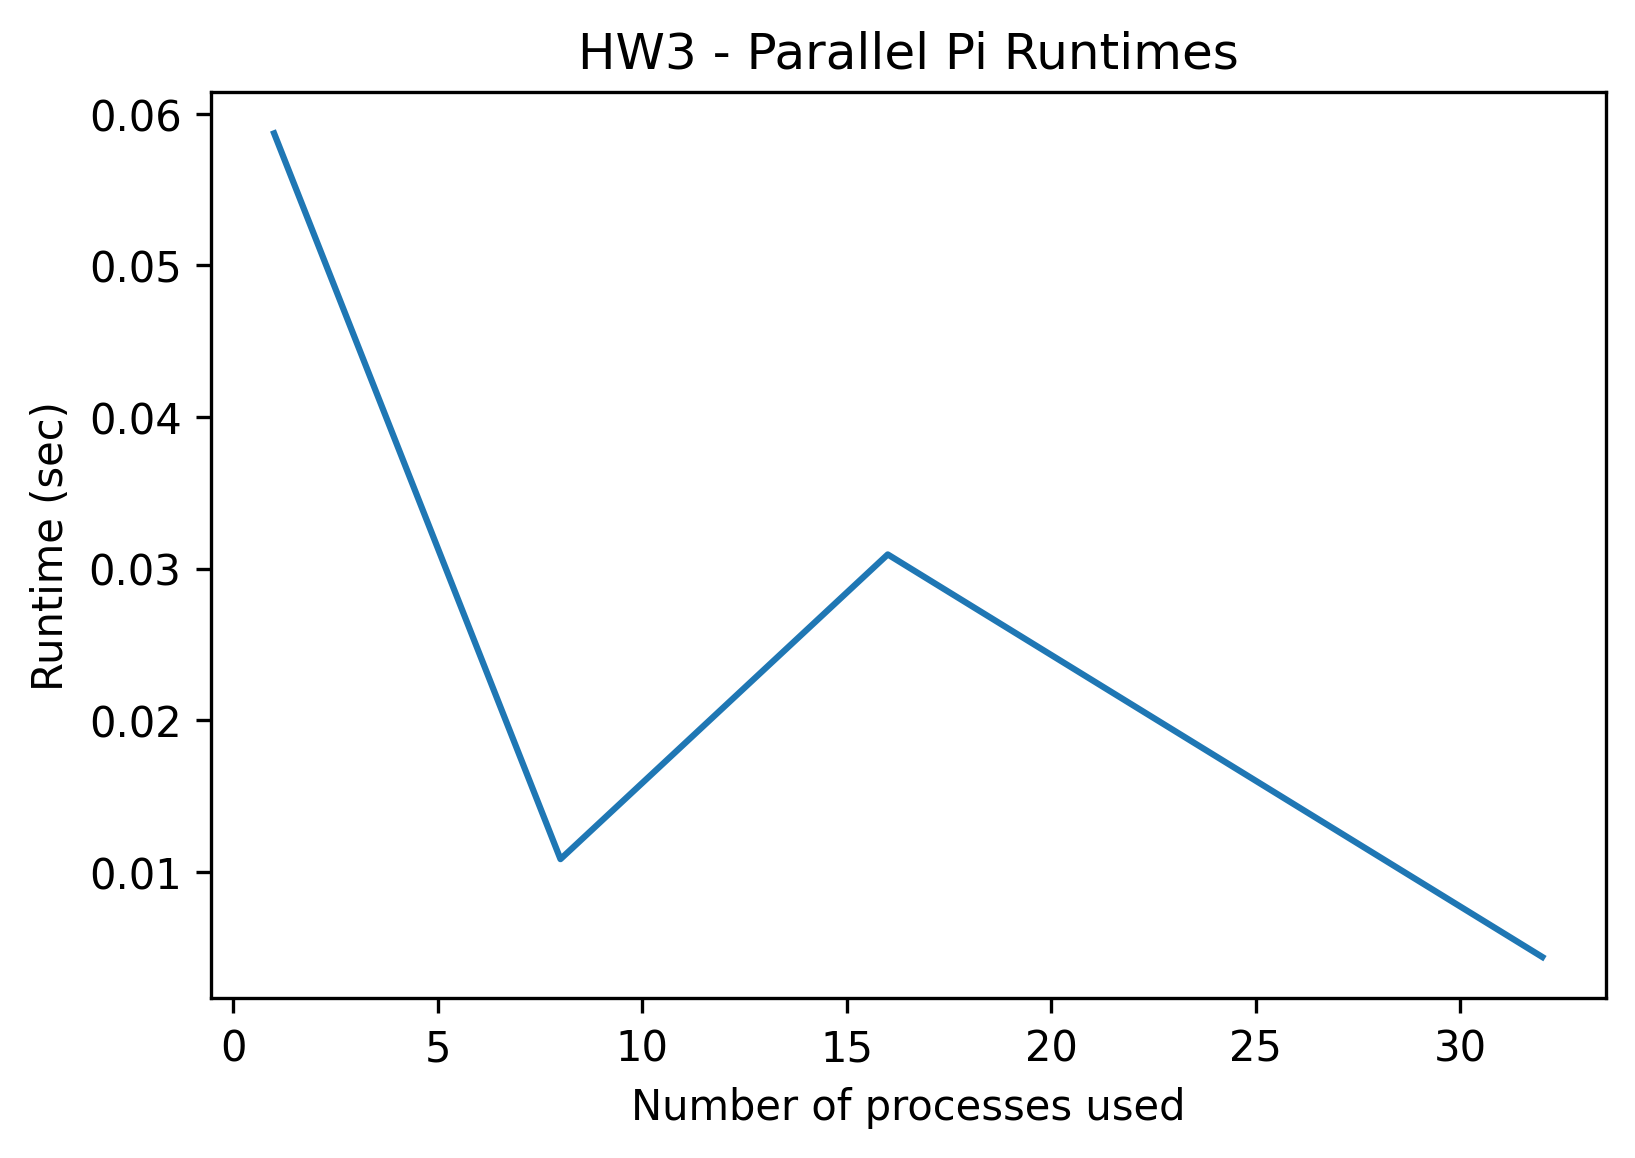 HW3 - Parallel Pi Runtimes
0.06
0.05
0.04
0.03
0.02
0.01
Runtime (sec)
0 5 10 15 20 25 30
Number of processes used